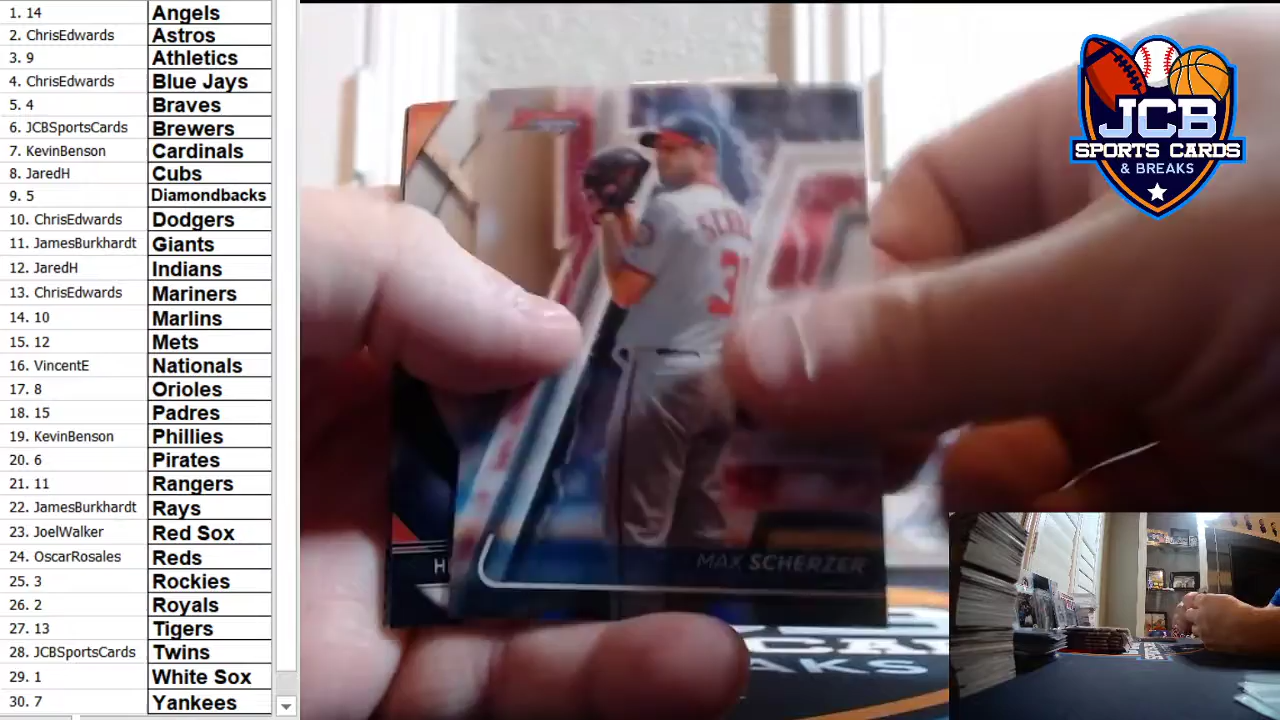 1. 14 Angels
2. ChrisEdwards Astros
3. 9 Athletics
4. ChrisEdwards Blue Jays
5. 4 Braves
6. JCBSportsCards Brewers
7. KevinBenson Cardinals
8. JaredH Cubs
9. 5 Diamondbacks
10. ChrisEdwards Dodgers
11. JamesBurkhardt Giants
12. JaredH Indians
13. ChrisEdwards Mariners
14. 10 Marlins
15. 12 Mets
16. VincentE Nationals
17. 8 Orioles
18. 15 Padres
19. KevinBenson Phillies
20. 6 Pirates
21. 11 Rangers
22. JamesBurkhardt Rays
23. JoelWalker Red Sox
24. OscarRosales Reds
25. 3 Rockies
26. 2 Royals
27. 13 Tigers
28. JCBSportsCards Twins
29. 1 White Sox
30. 7 Yankees
JCB
SPORTS CARDS
& BREAKS
MAX SCHERZER